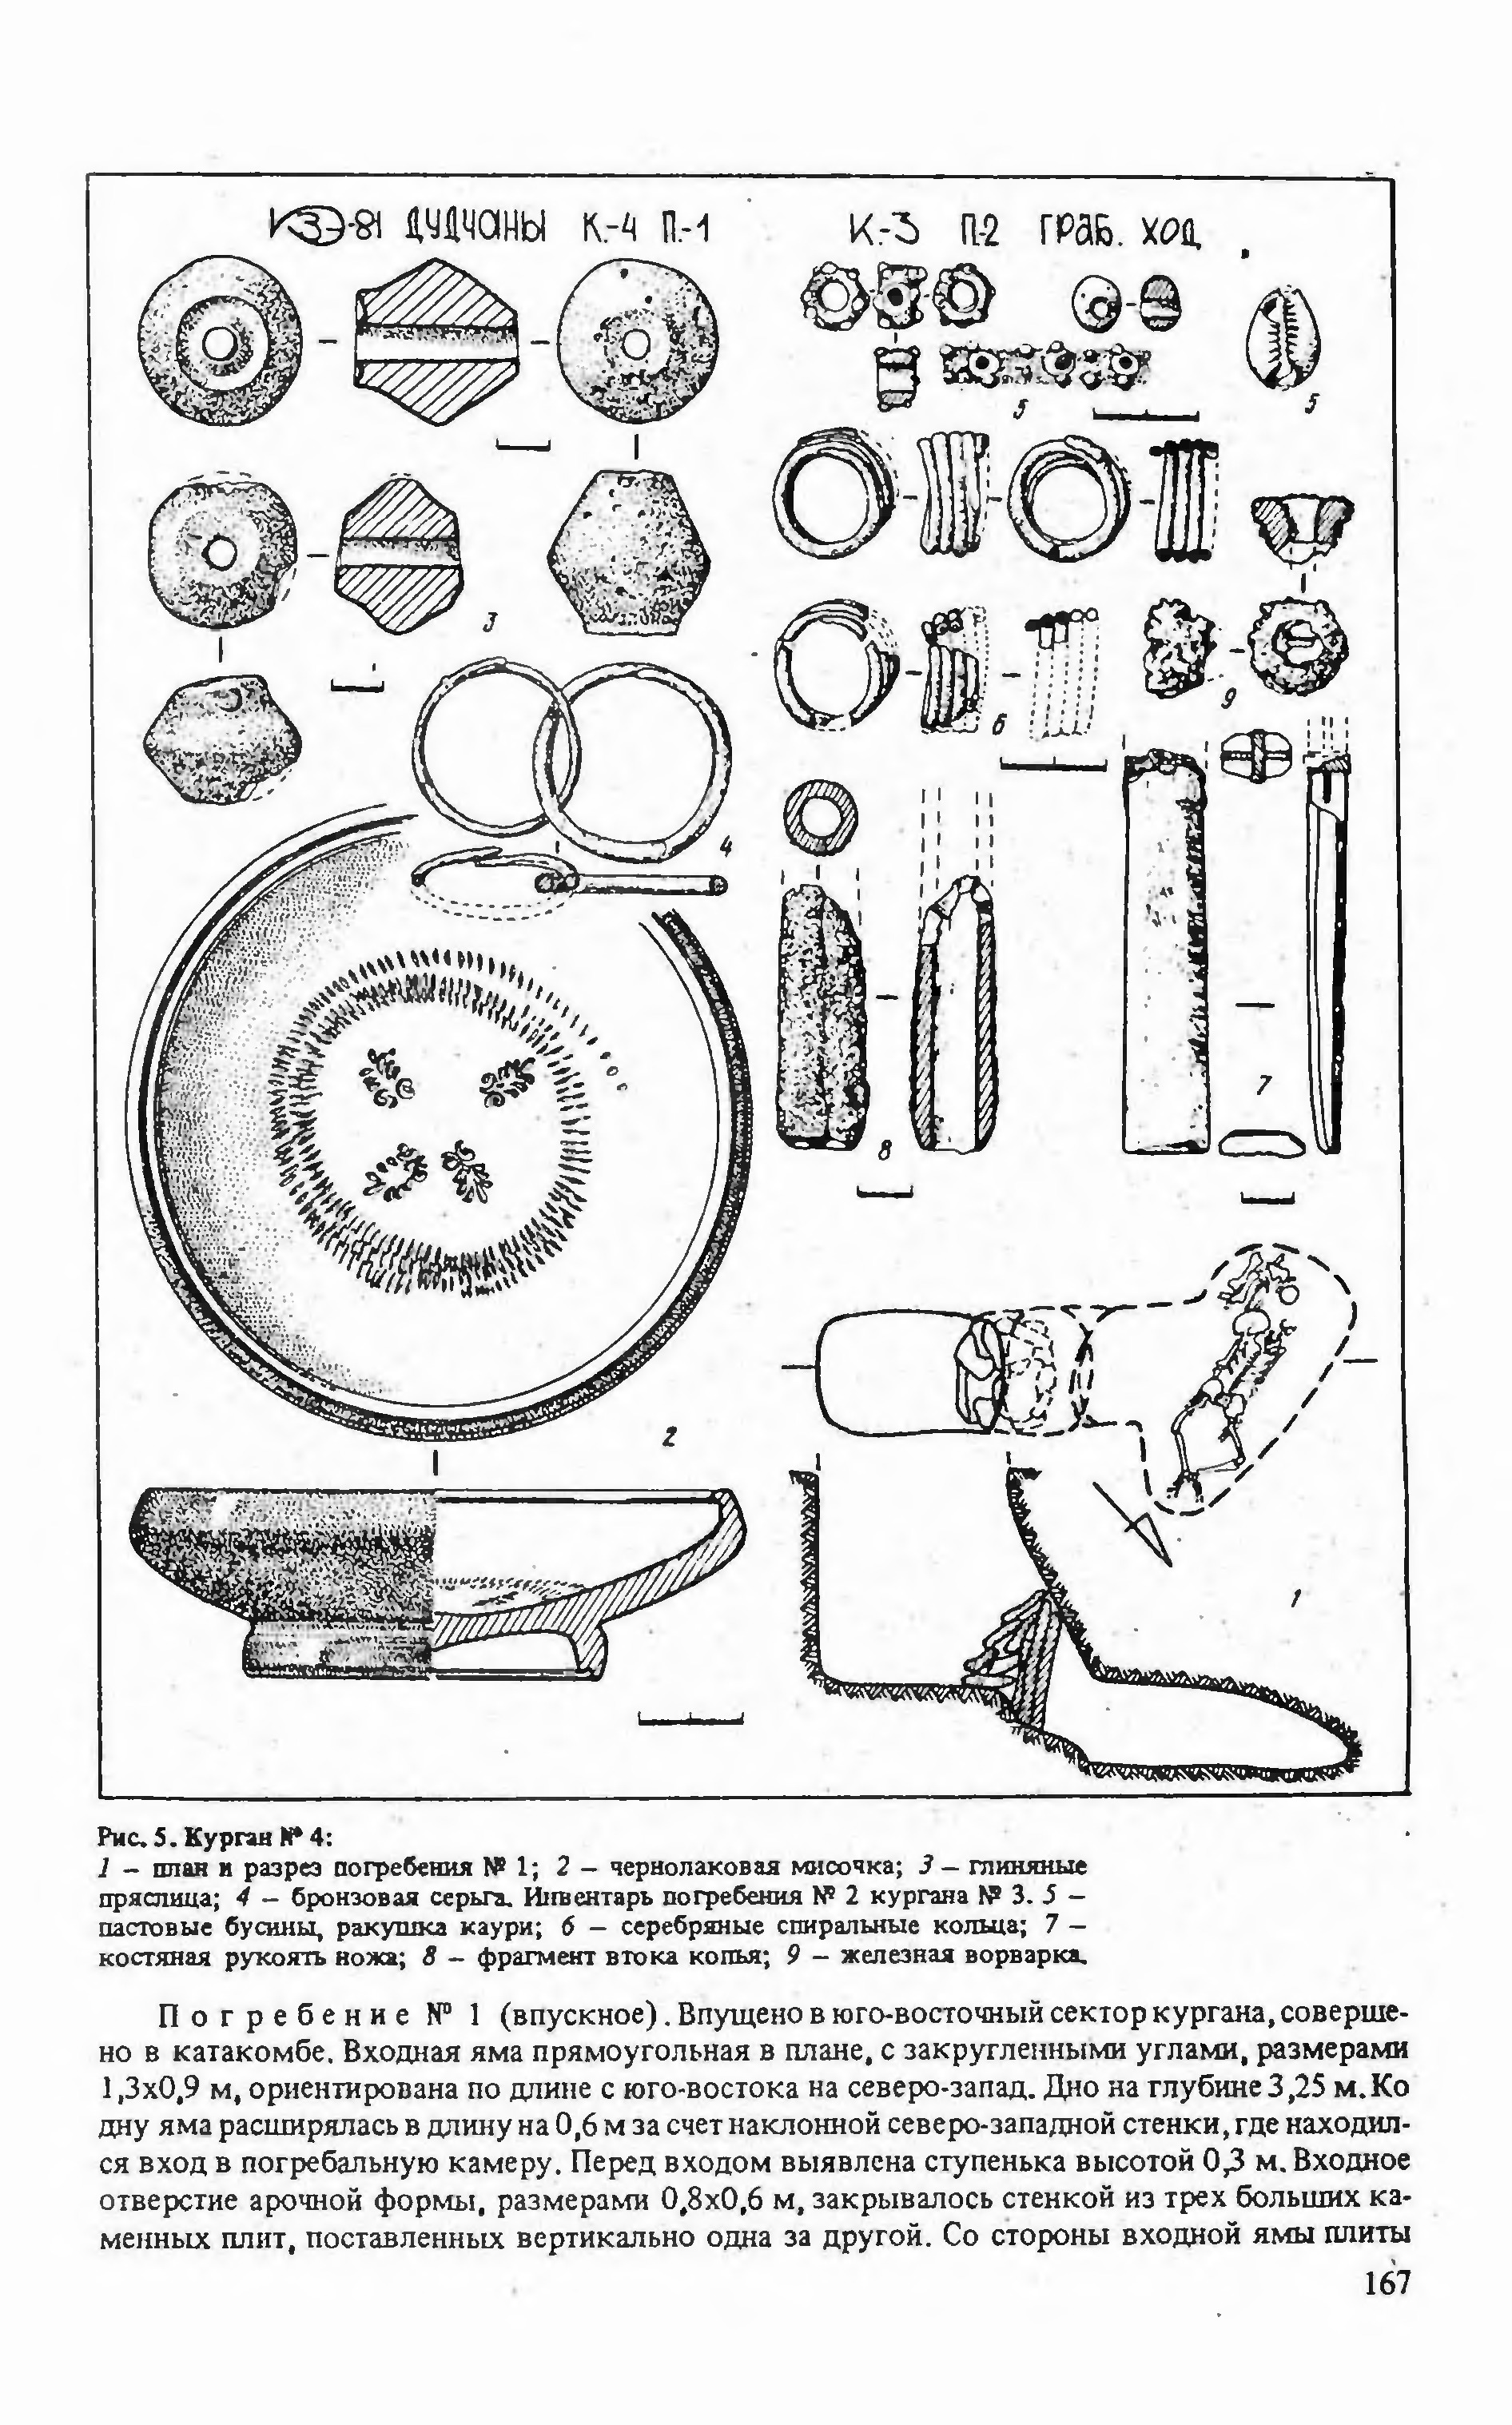 КЗЭ-81 ДУДЧАНЫ К.-4 П.-1
К.-3 П-2 ГРАБ. ХОД
5
5
3
6
9
4
7
8
2
1
Рис. 5. Курган № 4:
1 — план и разрез погребения № 1; 2 — чернолаковая мисочка; 3 — глиняные
пряслица; 4 — бронзовая серьга. Инвентарь погребения № 2 кургана № 3. 5 —
пастовые бусины, ракушка каури; 6 — серебряные спиральные кольца; 7 —
костяная рукоять ножа; 8 — фрагмент втока копья; 9 — железная ворварка.
Погребение № 1 (впускное). Впущено в юго-восточный сектор кургана, соверше-
но в катакомбе. Входная яма прямоугольная в плане, с закругленными углами, размерами
1,3х0,9 м, ориентирована по длине с юго-востока на северо-запад. Дно на глубине 3,25 м. Ко
дну яма расширялась в длину на 0,6 м за счет наклонной северо-западной стенки, где находил-
ся вход в погребальную камеру. Перед входом выявлена ступенька высотой 0,3 м. Входное
отверстие арочной формы, размерами 0,8х0,6 м, закрывалось стенкой из трех больших ка-
менных плит, поставленных вертикально одна за другой. Со стороны входной ямы плиты
167